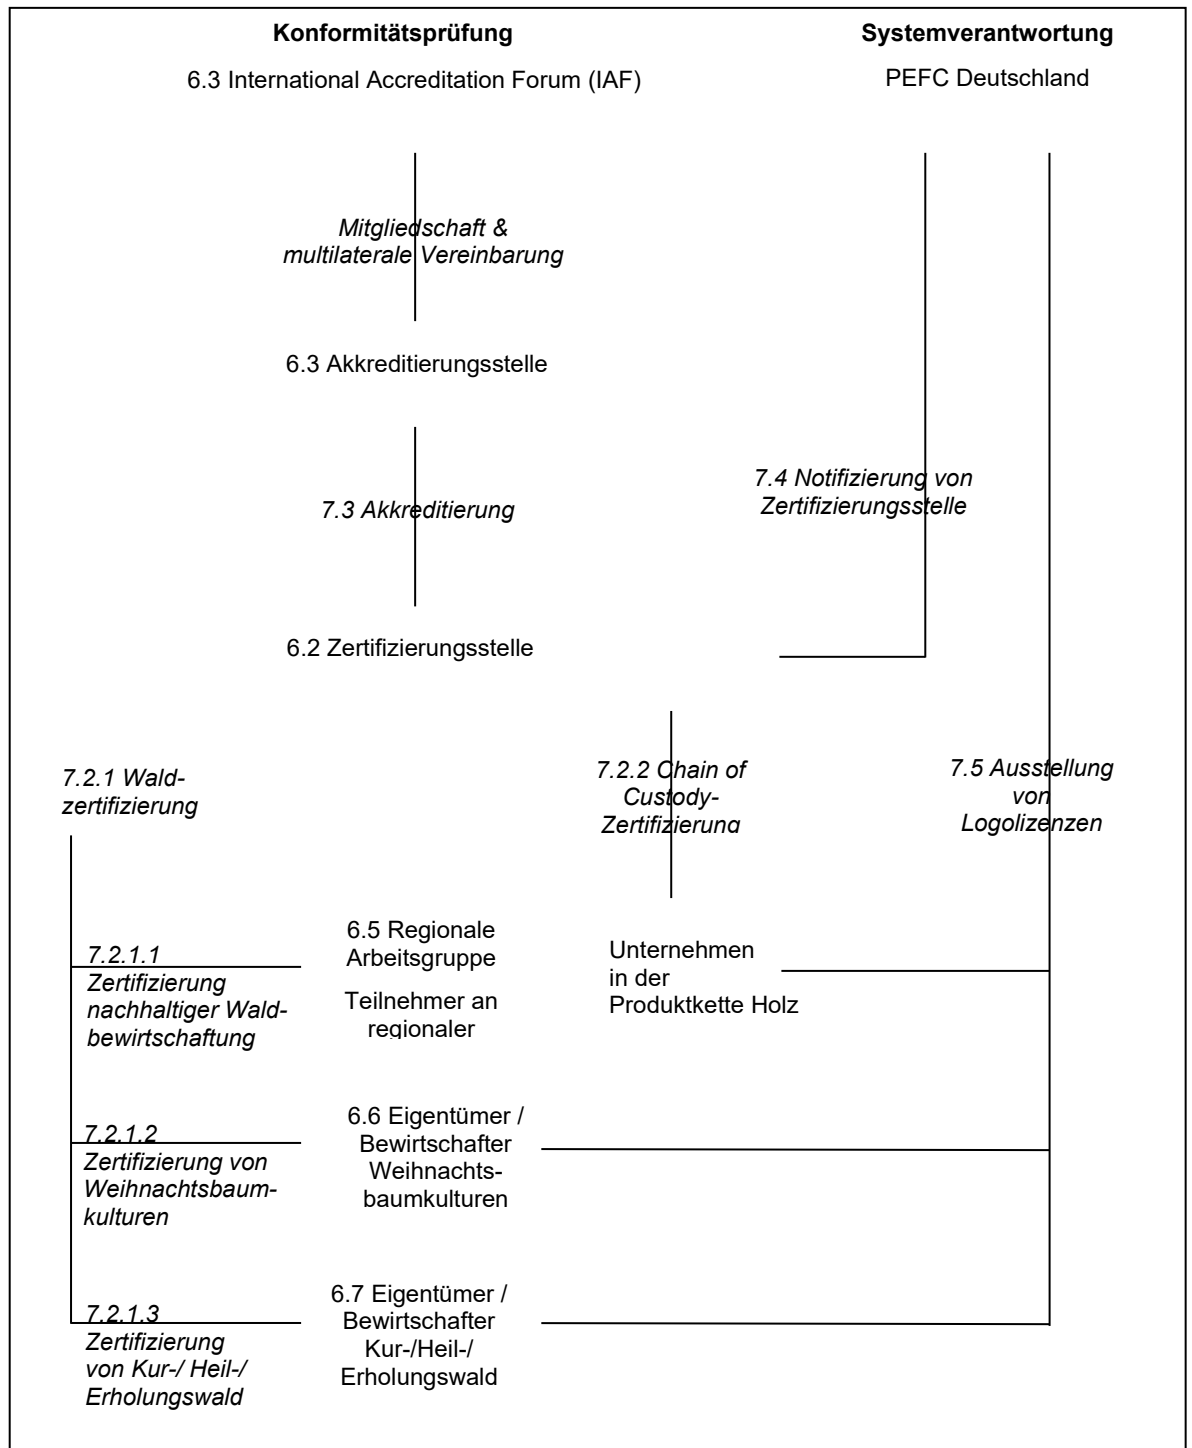 Konformitätsprüfung
Systemverantwortung
6.3 International Accreditation Forum (IAF)
PEFC Deutschland
Mitgliedschaft &
multilaterale Vereinbarung
6.3 Akkreditierungsstelle
7.4 Notifizierung von
Zertifizierungsstelle
7.3 Akkreditierung
6.2 Zertifizierungsstelle
7.2.1 Wald-
zertifizierung
7.2.2 Chain of
Custody-
Zertifizierung
7.5 Ausstellung
von
Logolizenzen
7.2.1.1
Zertifizierung
nachhaltiger Wald-
bewirtschaftung
6.5 Regionale
Arbeitsgruppe
Teilnehmer an
regionaler
Unternehmen
in der
Produktkette Holz
7.2.1.2
Zertifizierung von
Weihnachtsbaum-
kulturen
6.6 Eigentümer /
Bewirtschafter
Weihnachts-
baumkulturen
7.2.1.3
Zertifizierung
von Kur-/ Heil-/
Erholungswald
6.7 Eigentümer /
Bewirtschafter
Kur-/Heil-/
Erholungswald